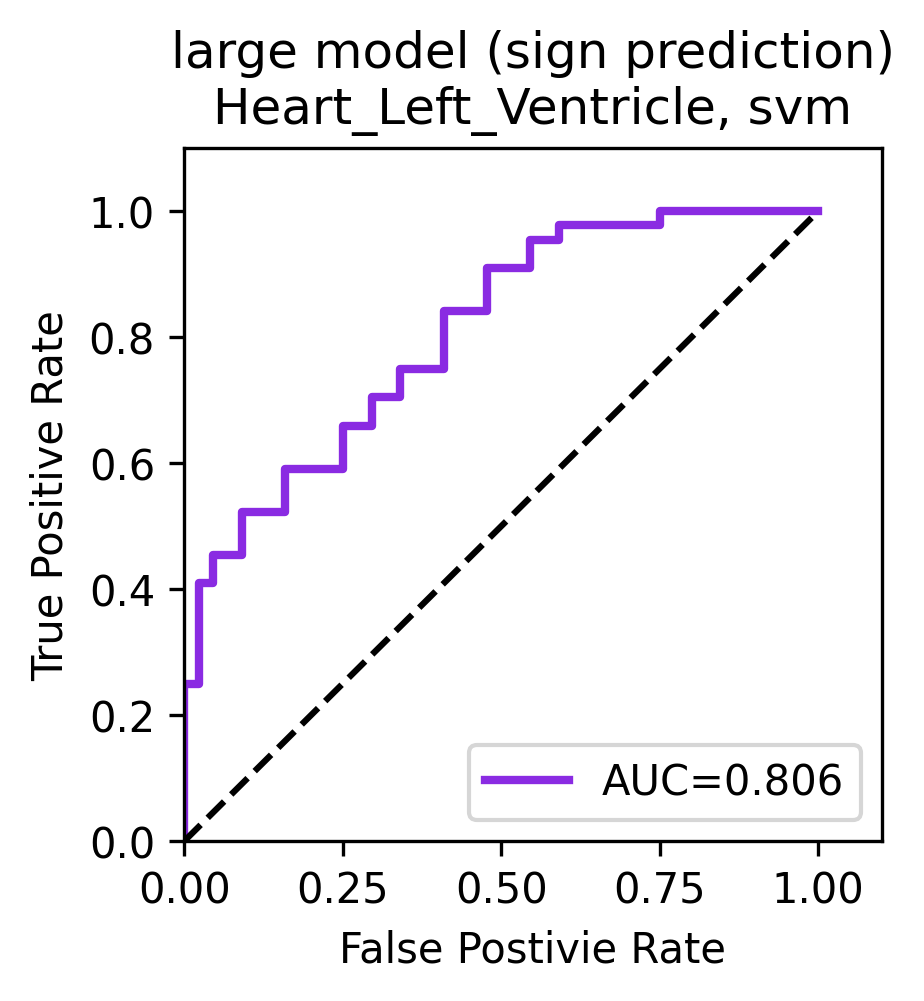 large model (sign prediction)
Heart_Left_Ventricle, svm
True Positive Rate
1.0
0.8
0.6
0.4
0.2
0.0
AUC=0.806
0.00 0.25 0.50 0.75 1.00
False Postivie Rate